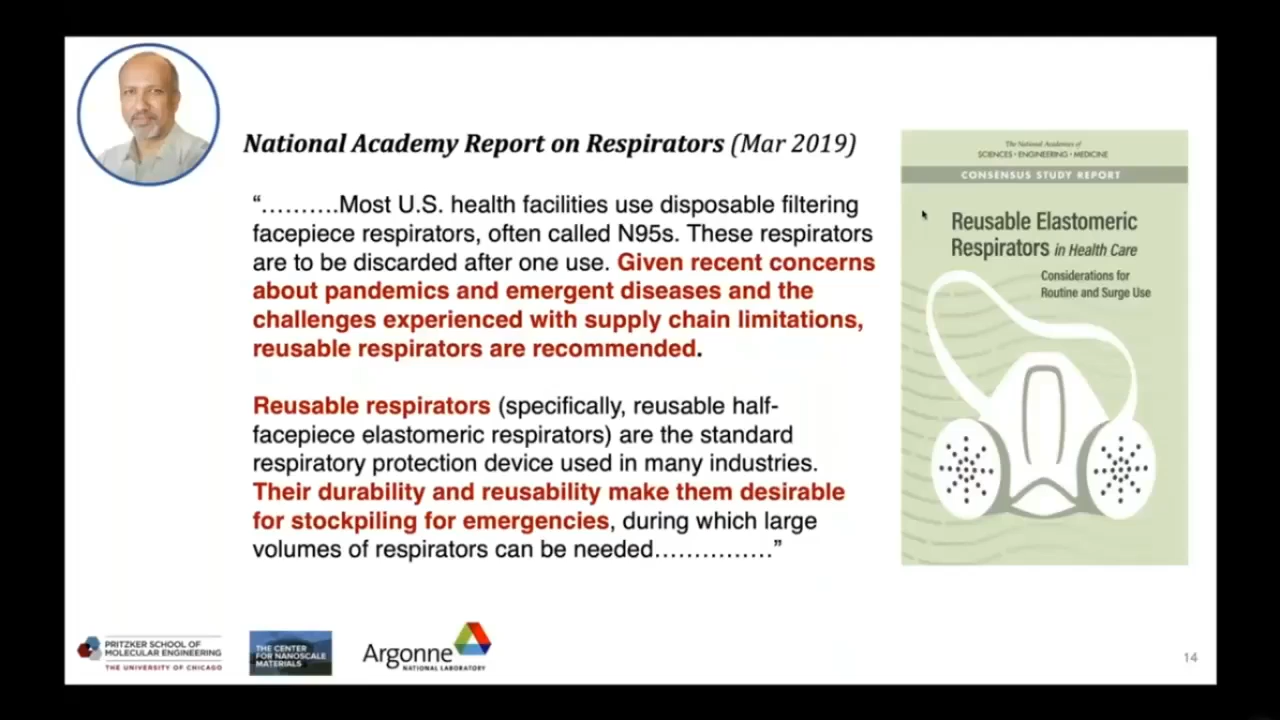 National Academy Report on Respirators (Mar 2019)
“……….Most U.S. health facilities use disposable filtering
facepiece respirators, often called N95s. These respirators
are to be discarded after one use. Given recent concerns
about pandemics and emergent diseases and the
challenges experienced with supply chain limitations,
reusable respirators are recommended.
Reusable respirators (specifically, reusable half-
facepiece elastomeric respirators) are the standard
respiratory protection device used in many industries.
Their durability and reusability make them desirable
for stockpiling for emergencies, during which large
volumes of respirators can be needed……………”
The National Academies of
SCIENCES • ENGINEERING • MEDICINE
CONSENSUS STUDY REPORT
Reusable Elastomeric
Respirators in Health Care
Considerations for
Routine and Surge Use
PRITZKER SCHOOL OF
MOLECULAR ENGINEERING
THE UNIVERSITY OF CHICAGO
THE CENTER
FOR NANOSCALE
MATERIALS
Argonne
NATIONAL LABORATORY
14